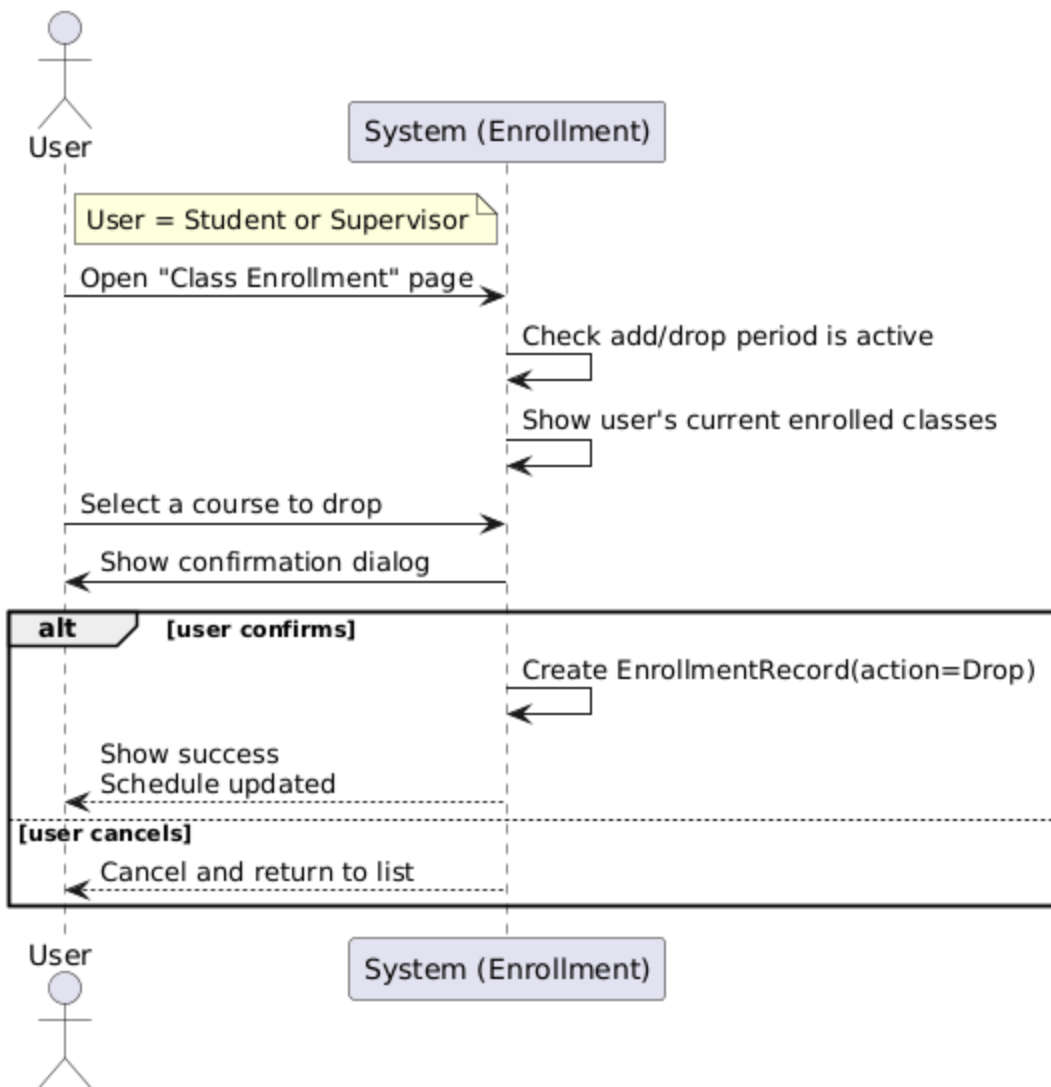 User
System (Enrollment)
User = Student or Supervisor
Open "Class Enrollment" page
Check add/drop period is active
Show user's current enrolled classes
Select a course to drop
Show confirmation dialog
alt [user confirms]
Create EnrollmentRecord(action=Drop)
Show success
Schedule updated
[user cancels]
Cancel and return to list
User
System (Enrollment)